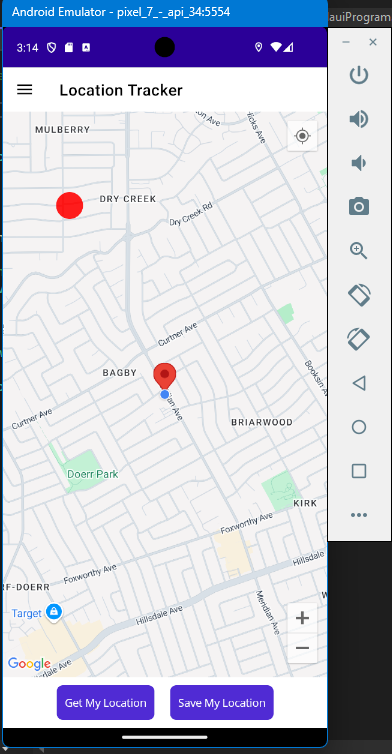 Android Emulator - pixel_7_-_api_34:5554
auiProgram
3:14
A
Location Tracker
MULBERRY
DRY CREEK
Dry Creek Rd
Curtner Ave
BAGBY
Curtner Ave
BRIARWOOD
Doerr Park
KIRK
Foxworthy Ave
Foxworthy Ave
Hillsdale
RF-DOERR
Meridian Ave
Target
Hillsdale Ave
Google
+
−
Get My Location
Save My Location